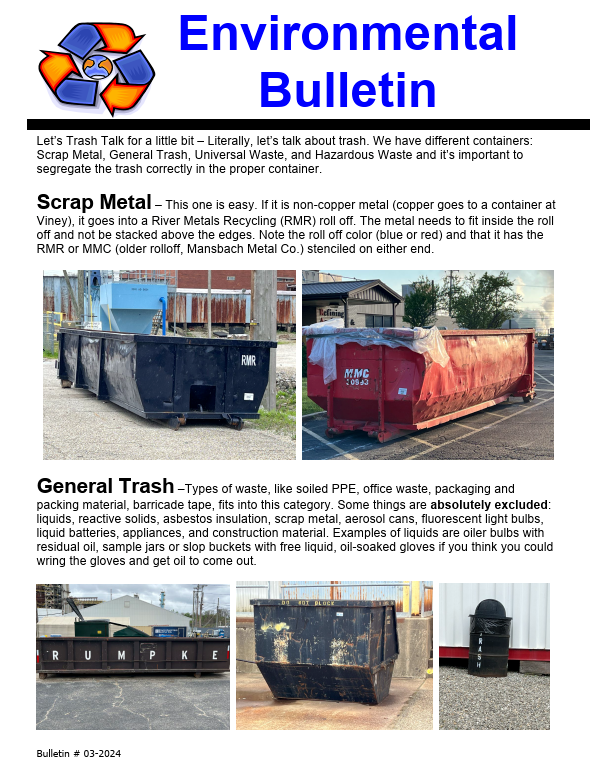 Environmental
Bulletin
Let's Trash Talk for a little bit – Literally, let's talk about trash. We have different containers:
Scrap Metal, General Trash, Universal Waste, and Hazardous Waste and it's important to
segregate the trash correctly in the proper container.
Scrap Metal – This one is easy. If it is non-copper metal (copper goes to a container at
Viney), it goes into a River Metals Recycling (RMR) roll off. The metal needs to fit inside the roll
off and not be stacked above the edges. Note the roll off color (blue or red) and that it has the
RMR or MMC (older rolloff, Mansbach Metal Co.) stenciled on either end.
RMR
Refining
MMC
General Trash –Types of waste, like soiled PPE, office waste, packaging and
packing material, barricade tape, fits into this category. Some things are absolutely excluded:
liquids, reactive solids, asbestos insulation, scrap metal, aerosol cans, fluorescent light bulbs,
liquid batteries, appliances, and construction material. Examples of liquids are oiler bulbs with
residual oil, sample jars or slop buckets with free liquid, oil-soaked gloves if you think you could
wring the gloves and get oil to come out.
RUMPKE
DO NOT BLOCK
TRASH
Bulletin # 03-2024